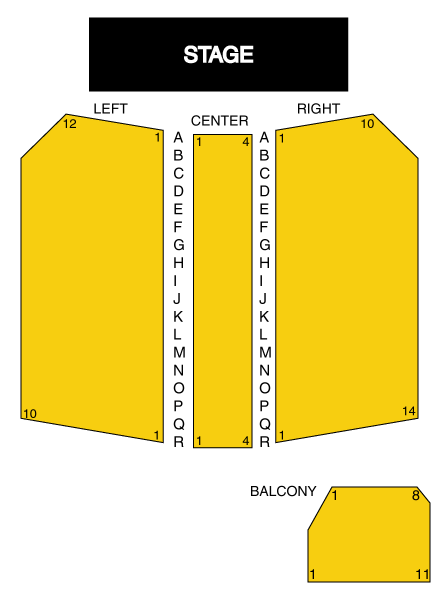 STAGE
LEFT
CENTER
RIGHT
12
1
A
1
4
A
1
10
B
B
C
C
D
D
E
E
F
F
G
G
H
H
I
I
J
J
K
K
L
L
M
M
N
N
O
O
P
P
10
14
Q
Q
1
R
1
4
R
1
BALCONY
1
8
1
11